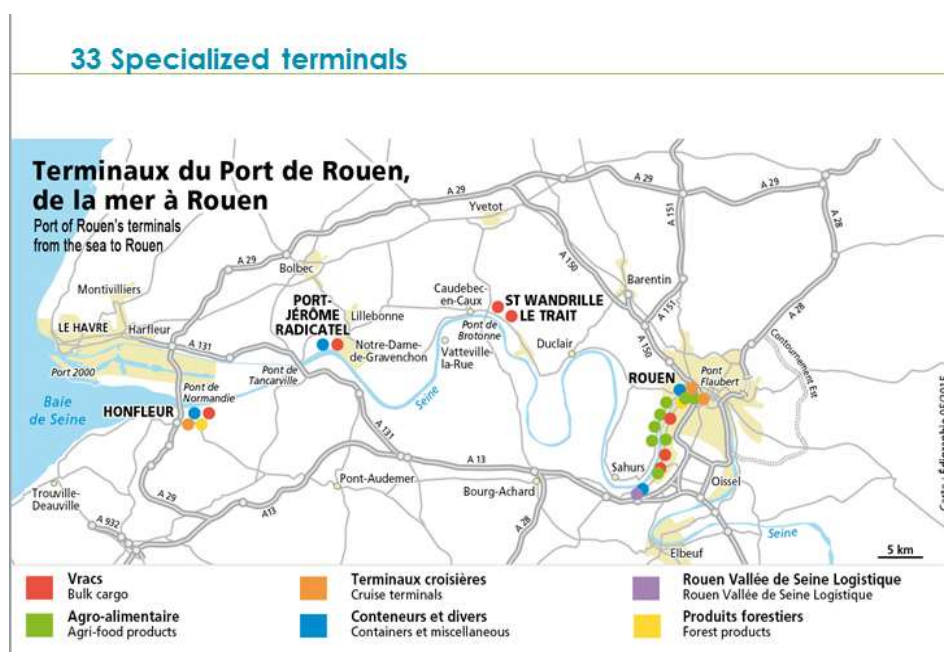 33 Specialized terminals
Terminaux du Port de Rouen,
de la mer à Rouen
Port of Rouen's terminals
from the sea to Rouen
A 29
A 29
A 29
A 29
A 151
A 28
Yvetot
A 150
Bolbec
Barentin
A 28
Montivilliers
Caudebec-
en-Caux
ST WANDRILLE
LE TRAIT
PORT-
JÉRÔME
RADICATEL
Lillebonne
A 151
LE HAVRE
Harfleur
A 131
Notre-Dame-
de-Gravenchon
Pont de
Brotonne
Vatteville-
la-Rue
Duclair
A 150
Contournement Est
Port 2000
Pont de
Tancarville
Pont de
Normandie
ROUEN
Pont
Flaubert
Baie
de Seine
HONFLEUR
Seine
A 131
A 13
Sahurs
Trouville-
Deauville
Pont-Audemer
Bourg-Achard
Oissel
A 29
A13
A 932
A 28
Elbeuf
Seine
5 km
Vracs
Bulk cargo
Terminaux croisières
Cruise terminals
Rouen Vallée de Seine Logistique
Rouen Vallée de Seine Logistique
Agro-alimentaire
Agri-food products
Conteneurs et divers
Containers et miscellaneous
Produits forestiers
Forest products